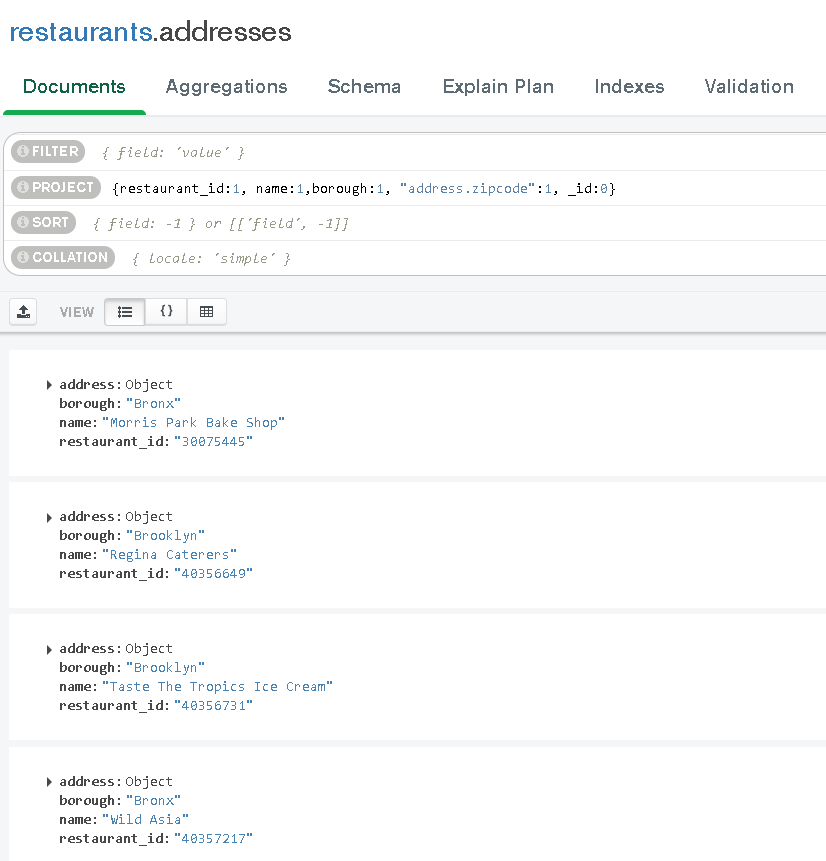 restaurants.addresses
Documents Aggregations Schema Explain Plan Indexes Validation
FILTER { field: 'value' }
PROJECT {restaurant_id:1, name:1,borough:1, "address.zipcode":1, _id:0}
SORT { field: -1 } or [['field', -1]]
COLLATION { locale: 'simple' }
VIEW {}
address: Object
borough: "Bronx"
name: "Morris Park Bake Shop"
restaurant_id: "30075445"
address: Object
borough: "Brooklyn"
name: "Regina Caterers"
restaurant_id: "40356649"
address: Object
borough: "Brooklyn"
name: "Taste The Tropics Ice Cream"
restaurant_id: "40356731"
address: Object
borough: "Bronx"
name: "Wild Asia"
restaurant_id: "40357217"